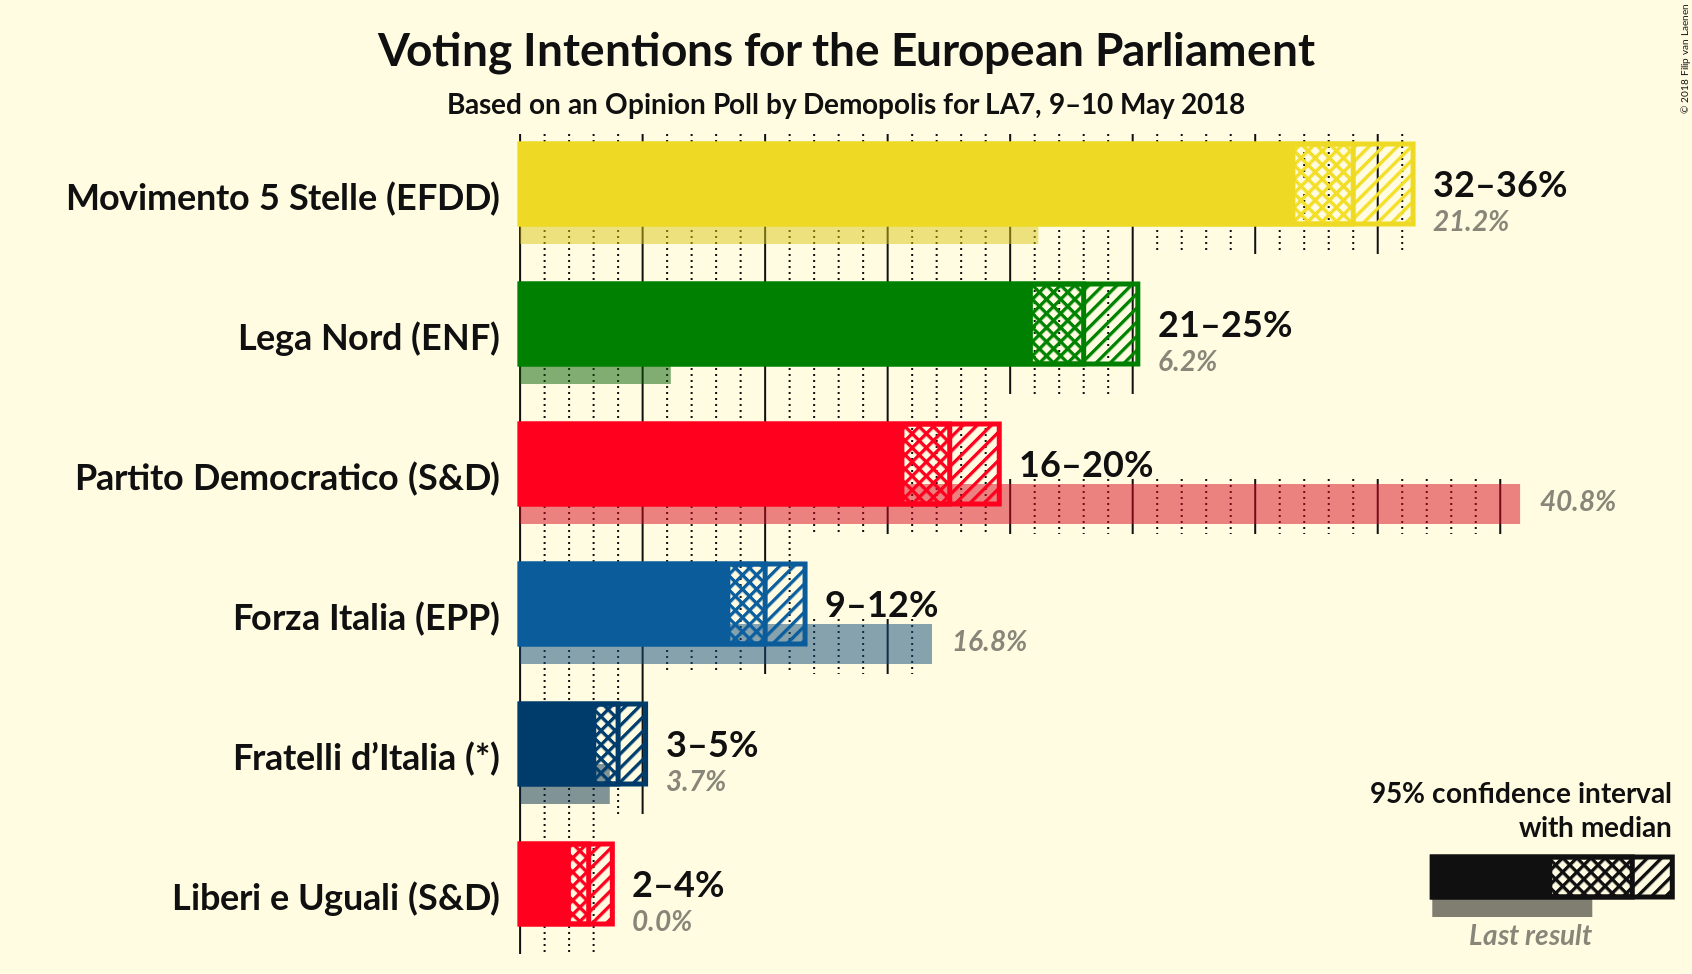 Voting Intentions for the European Parliament
Based on an Opinion Poll by Demopolis for LA7, 9–10 May 2018
© 2018 Filip van Laenen
Movimento 5 Stelle (EFDD)
32–36%
21.2%
Lega Nord (ENF)
21–25%
6.2%
Partito Democratico (S&D)
16–20%
40.8%
Forza Italia (EPP)
9–12%
16.8%
Fratelli d’Italia (*)
3–5%
3.7%
Liberi e Uguali (S&D)
2–4%
0.0%
95% confidence interval
with median
Last result